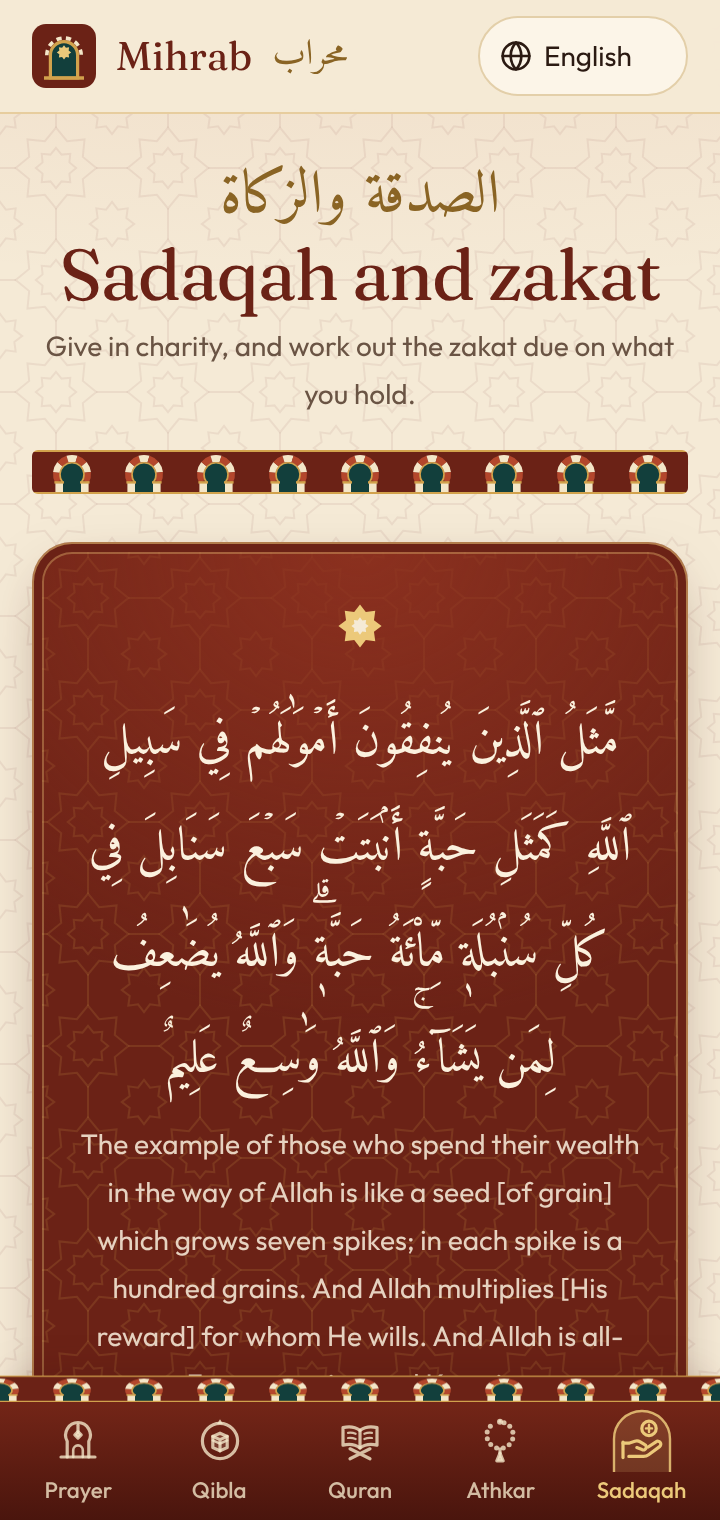 Mihrab محراب
English
الصدقة والزكاة
Sadaqah and zakat
Give in charity, and work out the zakat due on what
you hold.
مَّثَلُ ٱلَّذِينَ يُنفِقُونَ أَمۡوَٰلَهُمۡ فِي سَبِيلِ
ٱللَّهِ كَمَثَلِ حَبَّةٍ أَنۢبَتَتۡ سَبۡعَ سَنَابِلَ فِي
كُلِّ سُنۢبُلَةٖ مِّاْئَةُ حَبَّةٖۗ وَٱللَّهُ يُضَٰعِفُ
لِمَن يَشَآءُۚ وَٱللَّهُ وَٰسِعٌ عَلِيمٌ
The example of those who spend their wealth
in the way of Allah is like a seed [of grain]
which grows seven spikes; in each spike is a
hundred grains. And Allah multiplies [His
reward] for whom He wills. And Allah is all-
Prayer
Qibla
Quran
Athkar
Sadaqah